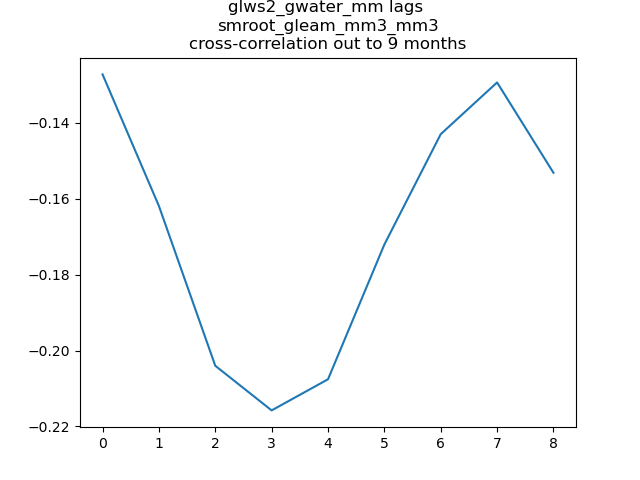 glws2_gwater_mm lags
smroot_gleam_mm3_mm3
cross-correlation out to 9 months
−0.14
−0.16
−0.18
−0.20
−0.22
0 1 2 3 4 5 6 7 8